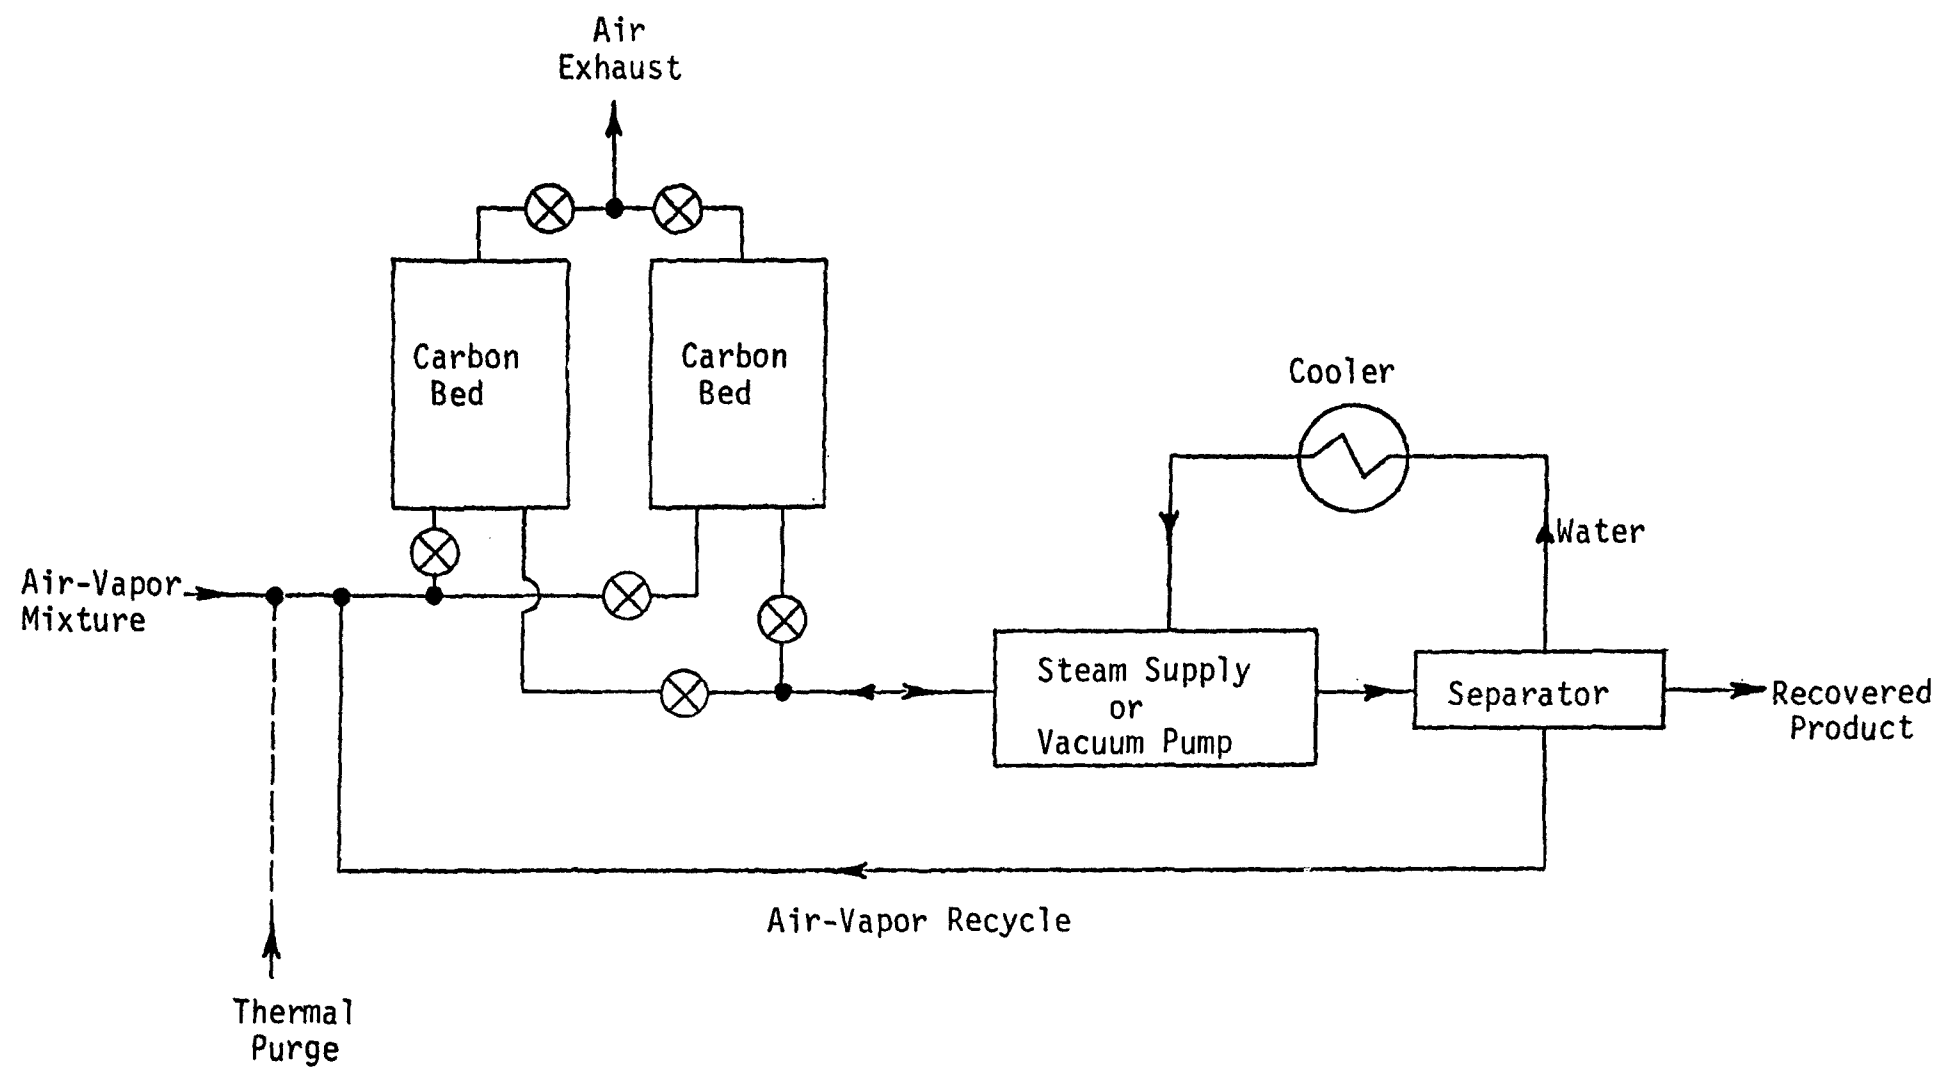 Air
Exhaust
Carbon
Bed
Carbon
Bed
Cooler
Water
Air-Vapor
Mixture
Steam Supply
or
Vacuum Pump
Separator
Recovered
Product
Air-Vapor Recycle
Thermal
Purge